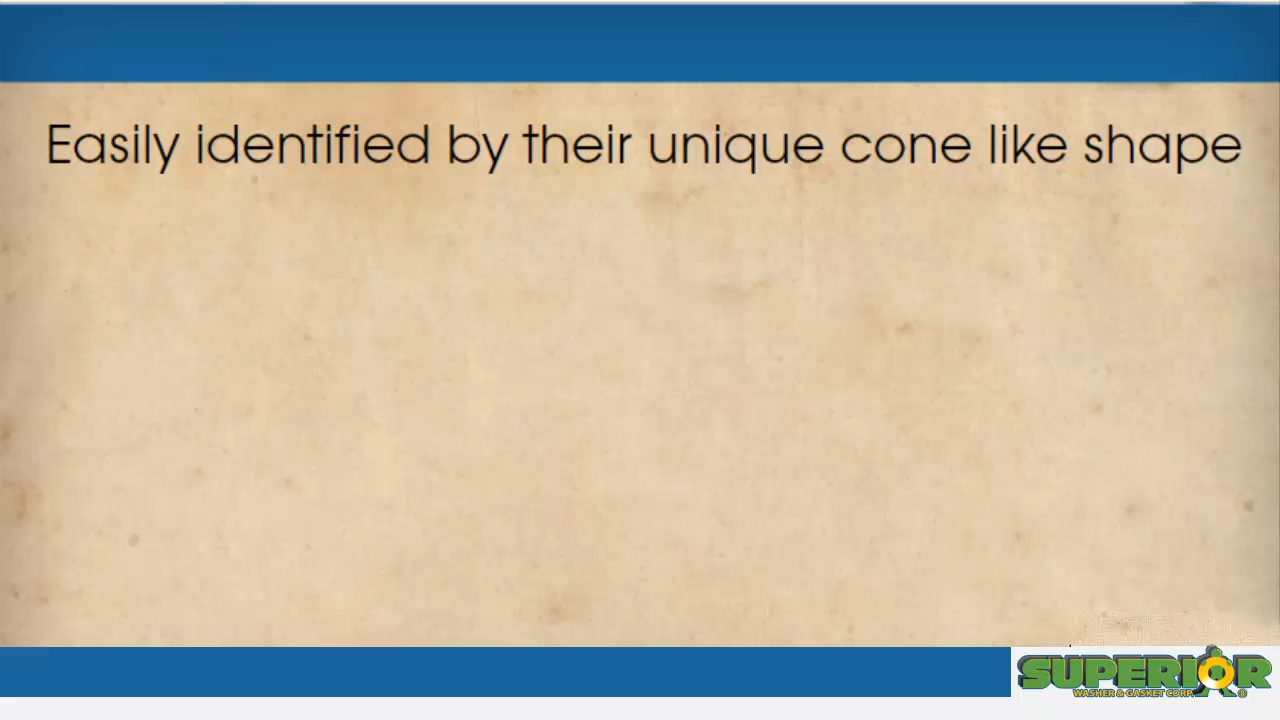 Easily identified by their unique cone like shape
SUPERIOR
WASHER & GASKET CORP.
®